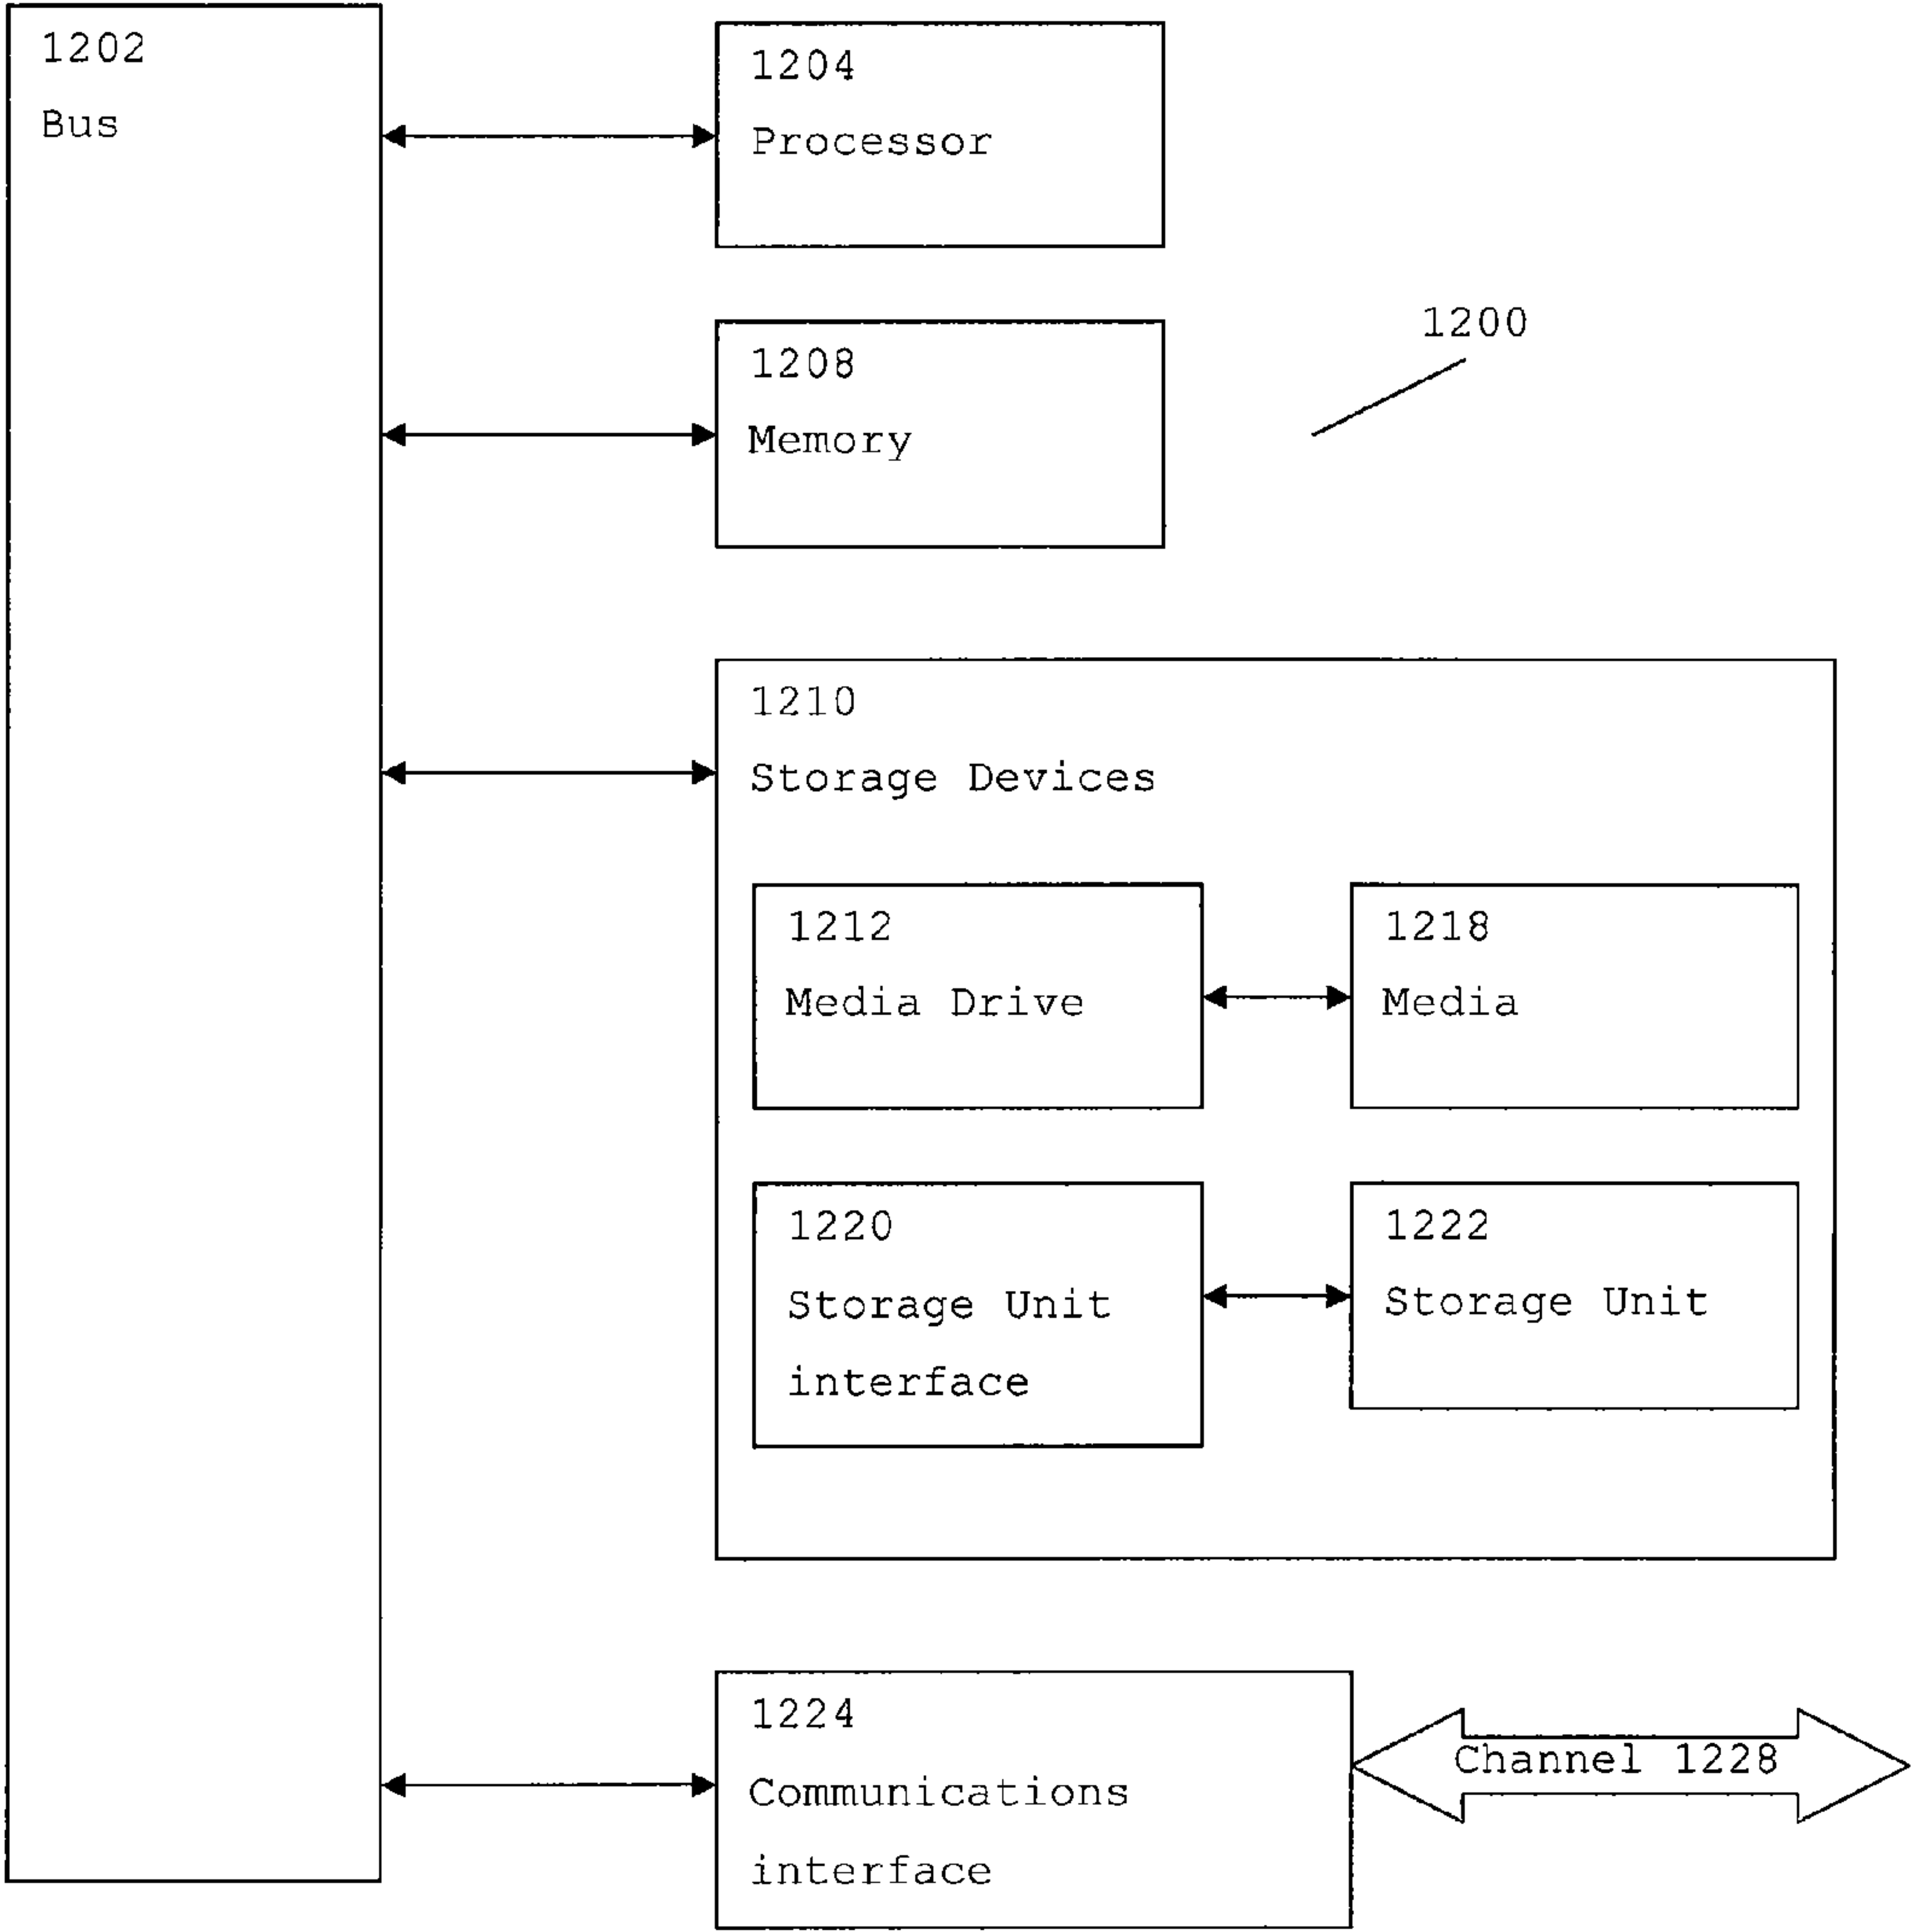 1202
Bus
1204
Processor
1208
Memory
1200
1210
Storage Devices
1212
Media Drive
1218
Media
1220
Storage Unit
interface
1222
Storage Unit
1224
Communications
interface
Channel 1228